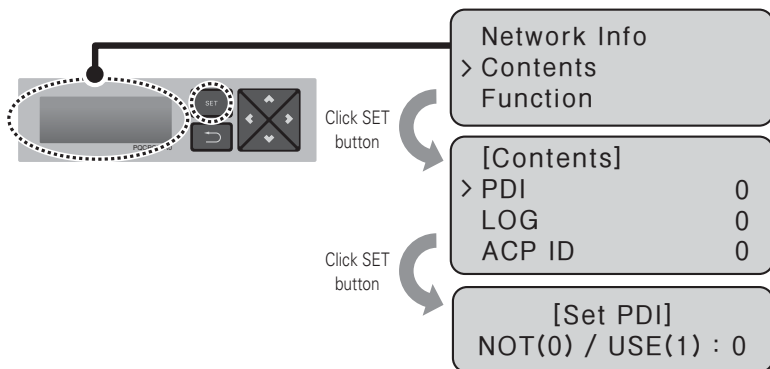 Network Info
> Contents
Function
SET
Click SET
button
[Contents]
> PDI 0
LOG 0
ACP ID 0
Click SET
button
[Set PDI]
NOT(0) / USE(1) : 0